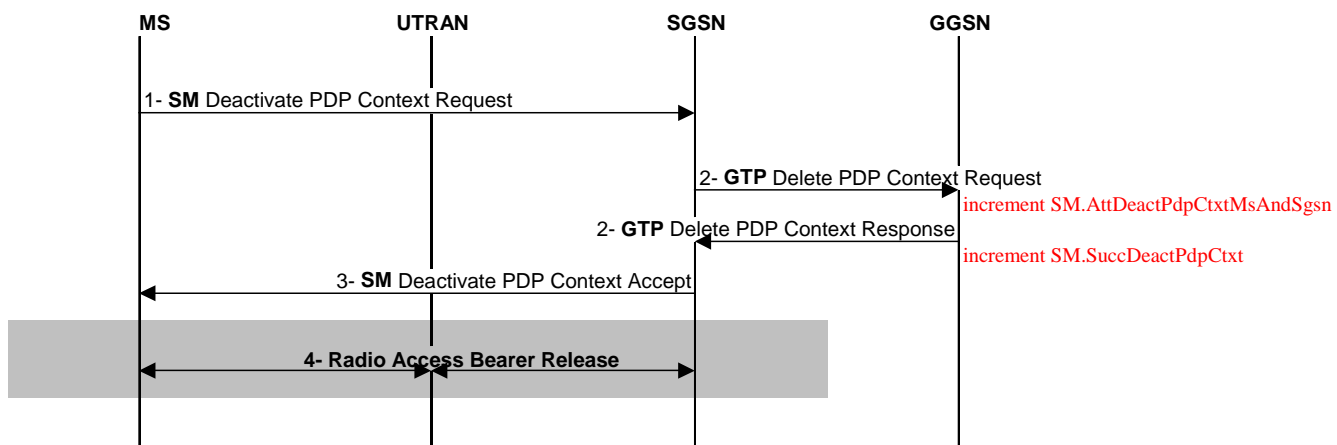 MS UTRAN SGSN GGSN
1- SM Deactivate PDP Context Request
2- GTP Delete PDP Context Request
increment SM.AttDeactPdpCtxtMsAndSgsn
2- GTP Delete PDP Context Response
increment SM.SuccDeactPdpCtxt
3- SM Deactivate PDP Context Accept
4- Radio Access Bearer Release